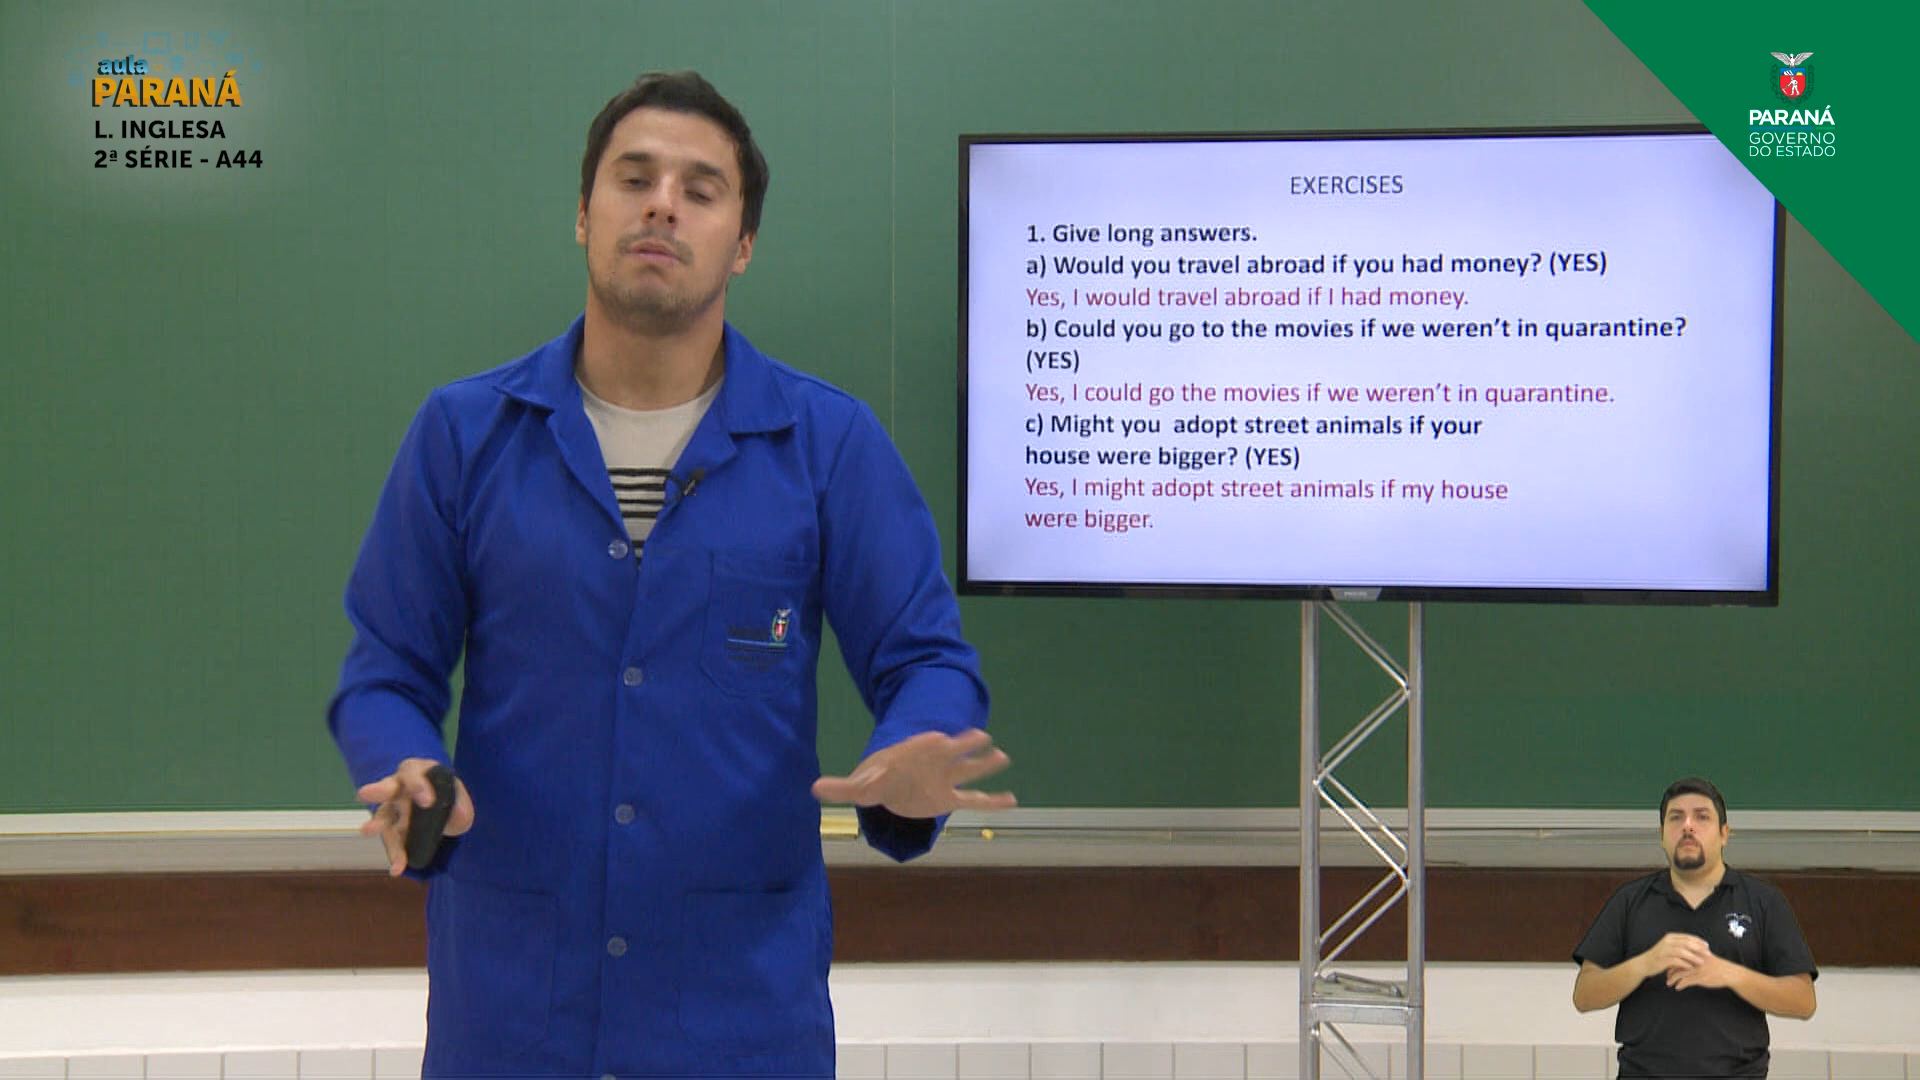 aula
PARANÁ
L. INGLESA
2ª SÉRIE - A44
PARANÁ
GOVERNO
DO ESTADO
EXERCISES
1. Give long answers.
a) Would you travel abroad if you had money? (YES)
Yes, I would travel abroad if I had money.
b) Could you go to the movies if we weren't in quarantine?
(YES)
Yes, I could go the movies if we weren't in quarantine.
c) Might you  adopt street animals if your
house were bigger? (YES)
Yes, I might adopt street animals if my house
were bigger.